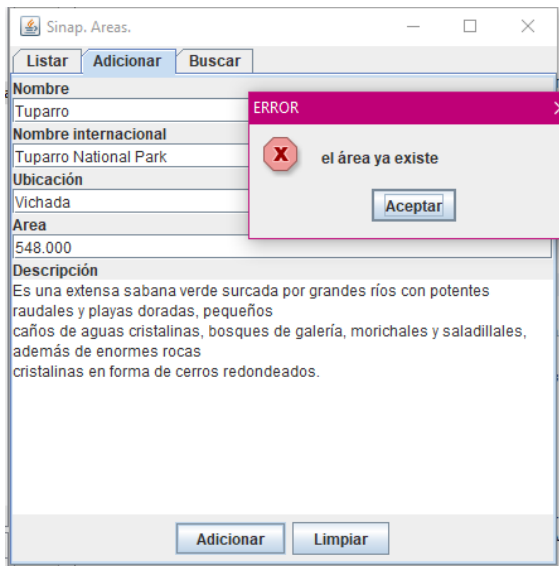 Sinap. Areas.
Listar Adicionar Buscar
Nombre
Tuparro
Nombre internacional
Tuparro National Park
Ubicación
Vichada
Area
548.000
Descripción
Es una extensa sabana verde surcada por grandes ríos con potentes
raudales y playas doradas, pequeños
caños de aguas cristalinas, bosques de galería, morichales y saladillales,
además de enormes rocas
cristalinas en forma de cerros redondeados.
Adicionar Limpiar
ERROR
X
el área ya existe
Aceptar